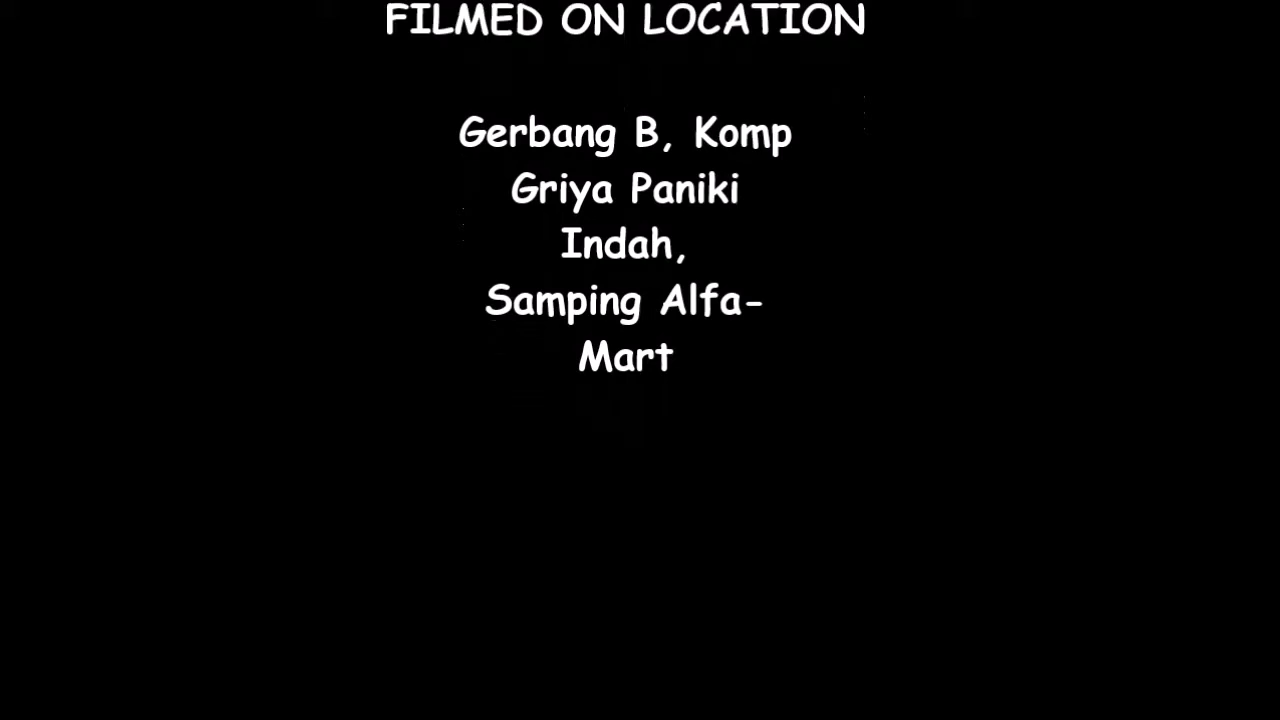 FILMED ON LOCATION
Gerbang B, Komp
Griya Paniki
Indah,
Samping Alfa-
Mart